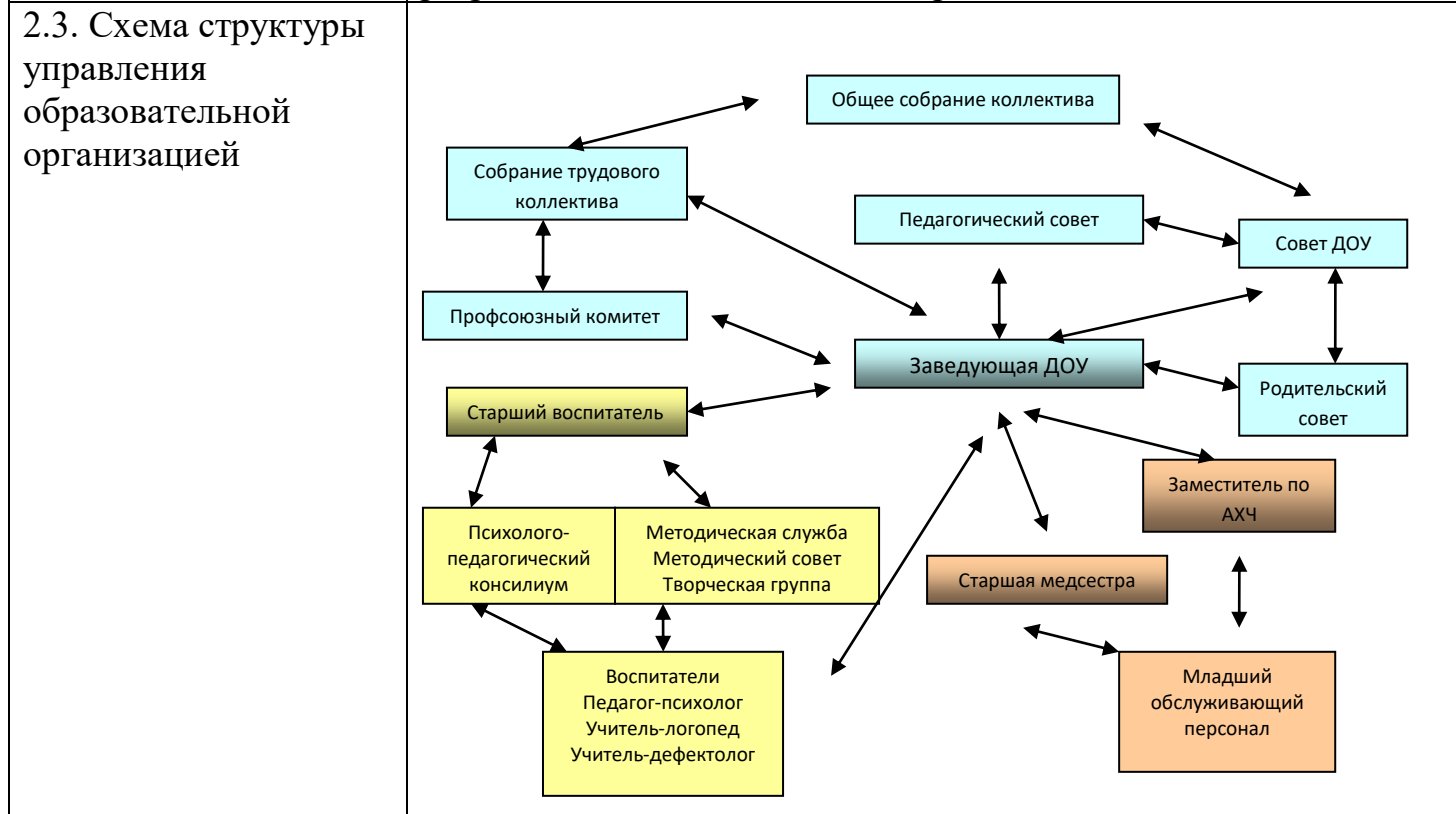 2.3. Схема структуры
управления
образовательной
организацией
Общее собрание коллектива
Собрание трудового
коллектива
Педагогический совет
Совет ДОУ
Профсоюзный комитет
Заведующая ДОУ
Родительский
совет
Старший воспитатель
Заместитель по
АХЧ
Психолого-
педагогический
консилиум
Методическая служба
Методический совет
Творческая группа
Старшая медсестра
Воспитатели
Педагог-психолог
Учитель-логопед
Учитель-дефектолог
Младший
обслуживающий
персонал